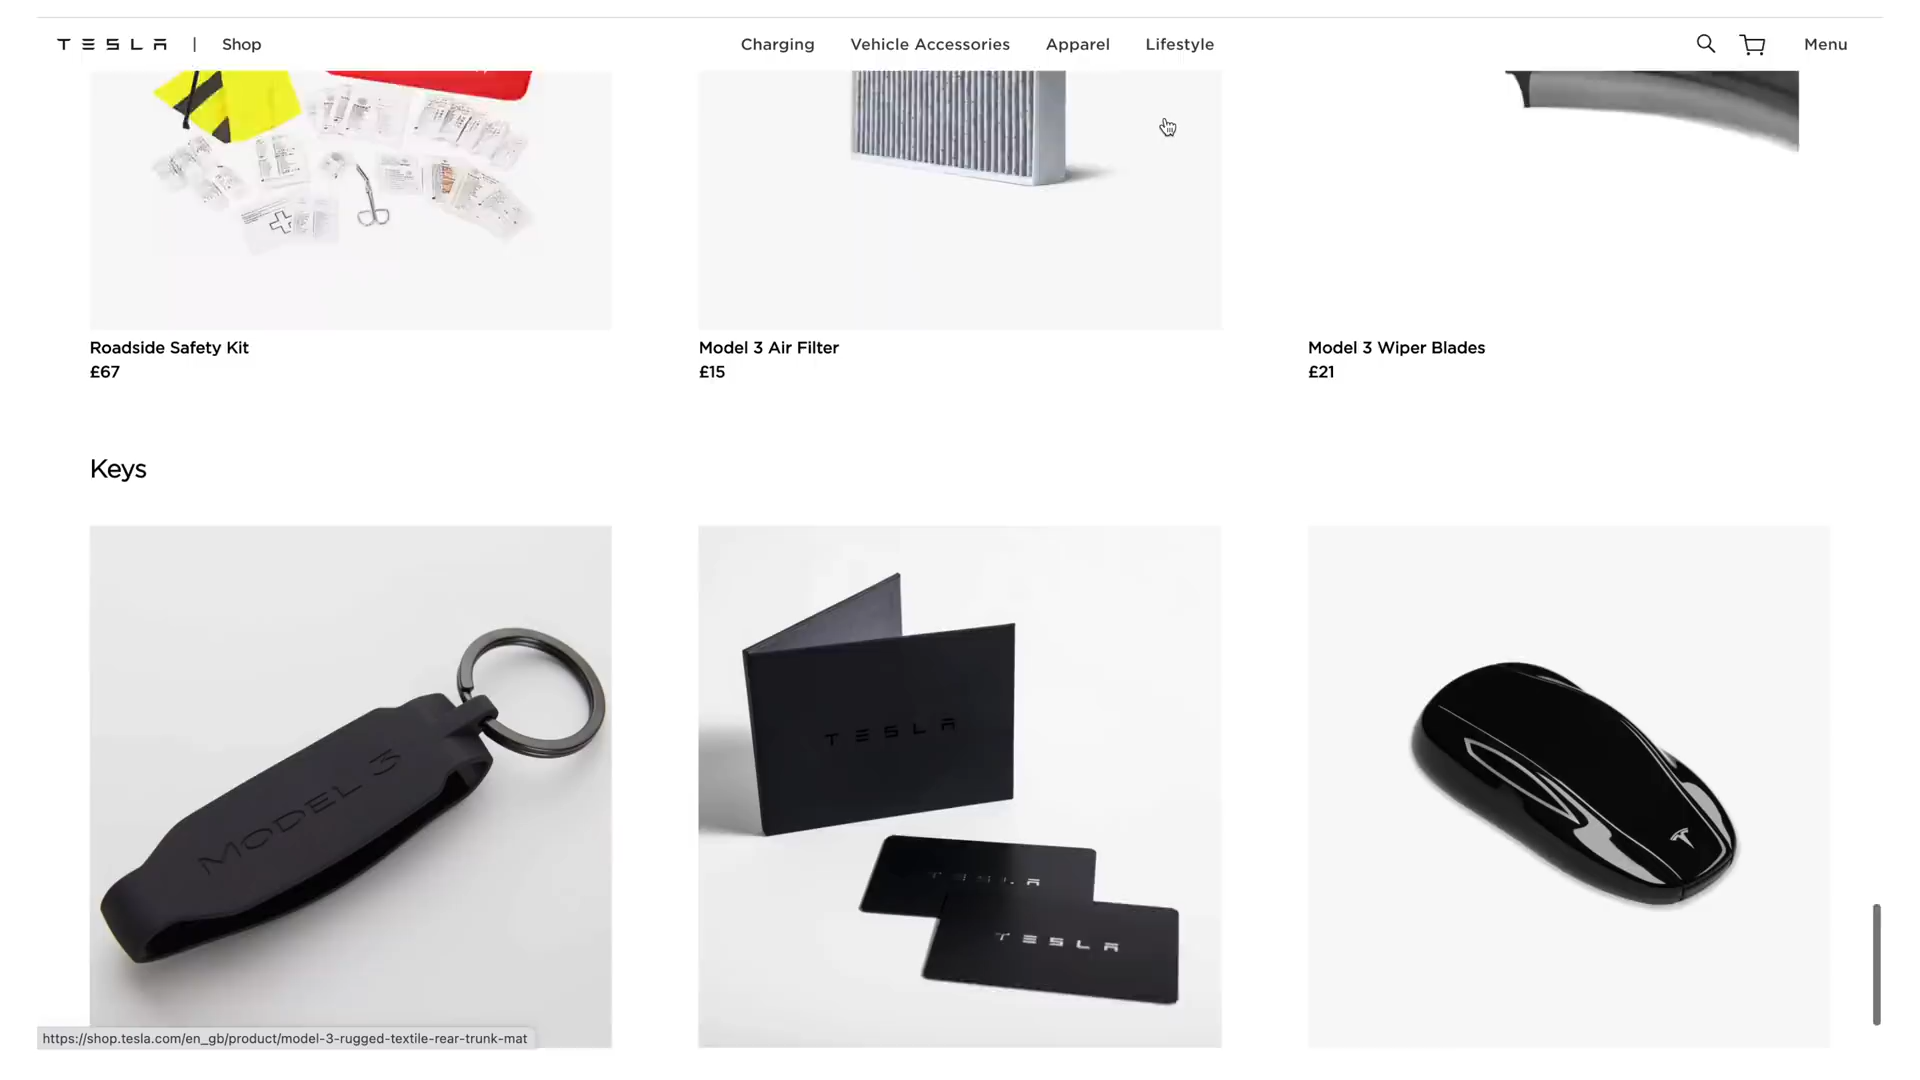 TESLA | Shop
Charging
Vehicle Accessories
Apparel
Lifestyle
Menu
Roadside Safety Kit
£67
Model 3 Air Filter
£15
Model 3 Wiper Blades
£21
Keys
MODEL 3
TESLA
TESLA
TESLA
https://shop.tesla.com/en_gb/product/model-3-rugged-textile-rear-trunk-mat